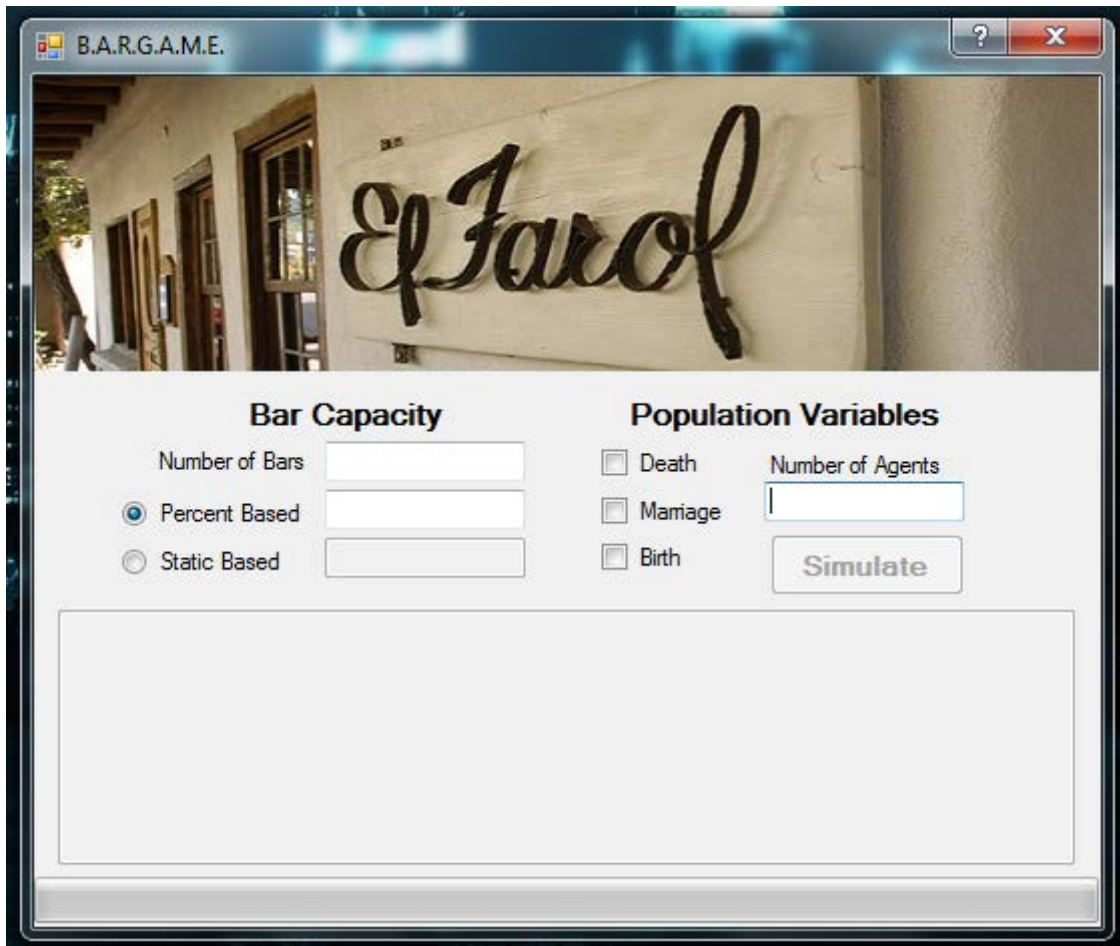 B.A.R.G.A.M.E.
El Farol
Bar Capacity
Number of Bars
Percent Based
Static Based
Population Variables
Death
Marriage
Birth
Number of Agents
Simulate